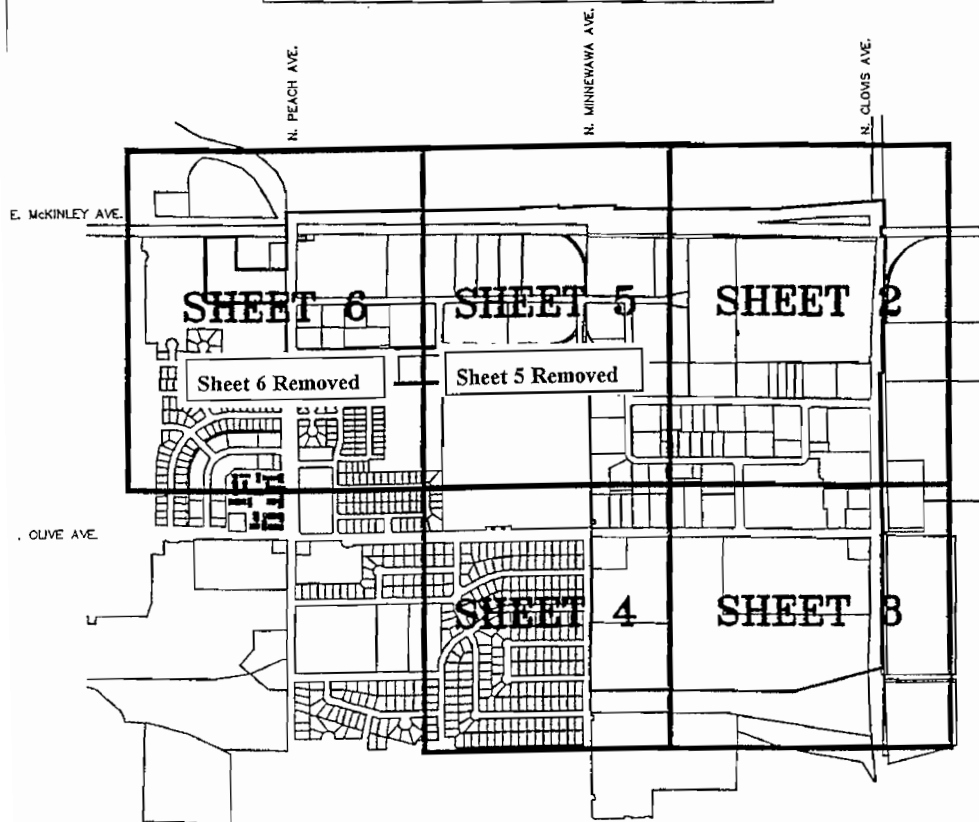 N. PEACH AVE.
N. MINNEWAWA AVE.
N. CLOVIS AVE.
E. McKINLEY AVE.
SHEET 6
SHEET 5
SHEET 2
Sheet 6 Removed
Sheet 5 Removed
. OLIVE AVE.
SHEET 4
SHEET 3